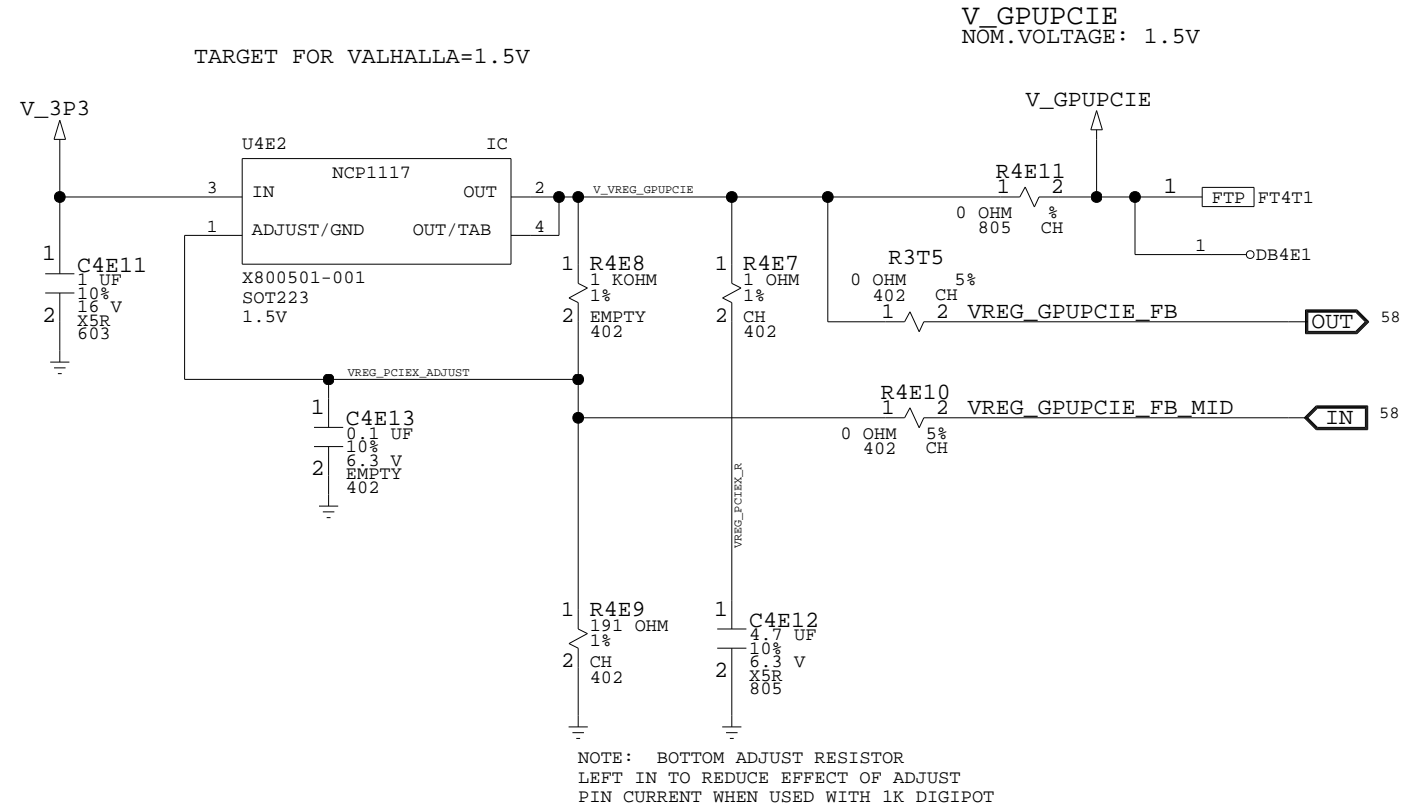 V_GPUPCIE
NOM.VOLTAGE: 1.5V
TARGET FOR VALHALLA=1.5V
V_3P3
V_GPUPCIE
U4E2 IC
NCP1117
3 IN OUT 2
1 ADJUST/GND OUT/TAB 4
X800501-001
SOT223
1.5V
V_VREG_GPUPCIE
R4E11
1 2
0 OHM %
805 CH
1 FTP FT4T1
1 DB4E1
1
C4E11
1 UF
10%
16 V
2 X5R
603
1 R4E8
1 KOHM
1%
2 EMPTY
402
1 R4E7
1 OHM
1%
2 CH
402
R3T5
0 OHM 5%
402 CH
1 2 VREG_GPUPCIE_FB OUT 58
VREG_PCIEX_ADJUST
1
C4E13
0.1 UF
10%
6.3 V
2 EMPTY
402
R4E10
1 2 VREG_GPUPCIE_FB_MID IN 58
0 OHM 5%
402 CH
VREG_PCIEX_R
1 R4E9
191 OHM
1%
2 CH
402
1
C4E12
4.7 UF
10%
6.3 V
2 X5R
805
NOTE: BOTTOM ADJUST RESISTOR
LEFT IN TO REDUCE EFFECT OF ADJUST
PIN CURRENT WHEN USED WITH 1K DIGIPOT